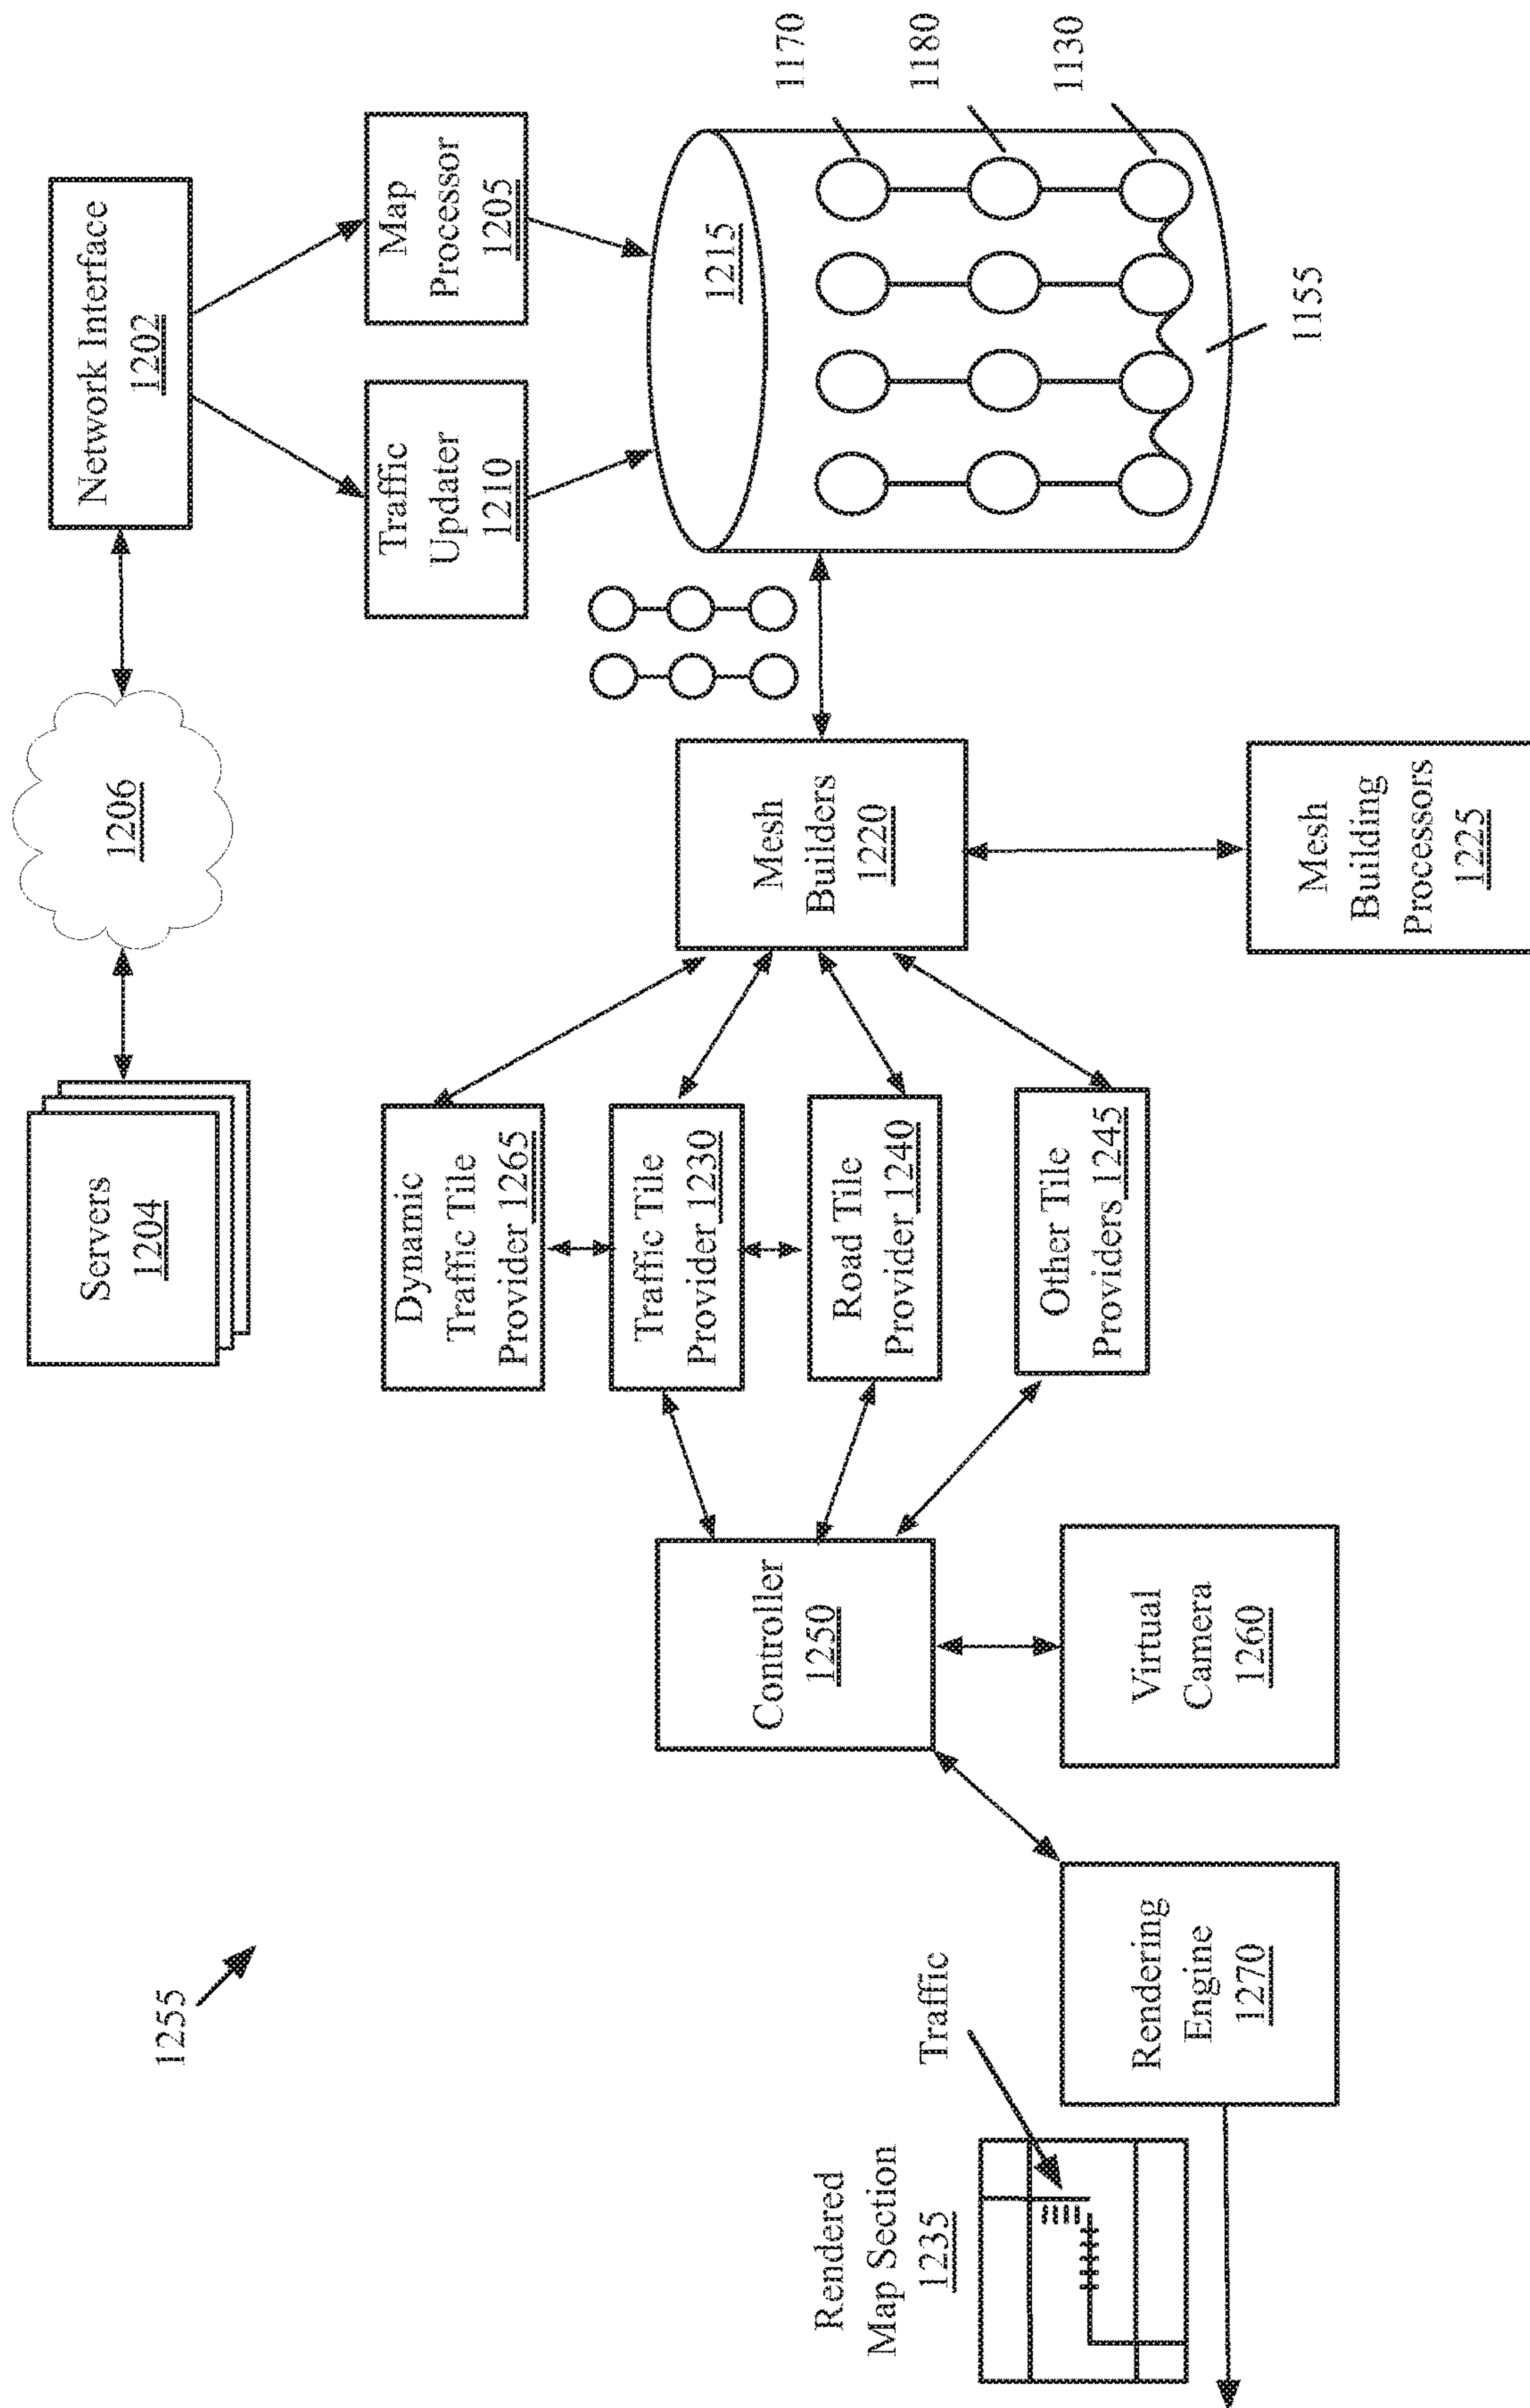 1255
Servers
1204
1206
Network Interface
1202
Dynamic
Traffic Tile
Provider 1265
Traffic
Updater
1210
Map
Processor
1205
Traffic Tile
Provider 1230
Road Tile
Provider 1240
Other Tile
Providers 1245
Controller
1250
Mesh
Builders
1220
1215
1170
1180
1130
1155
Rendered
Map Section
1235
Traffic
Rendering
Engine
1270
Virtual
Camera
1260
Mesh
Building
Processors
1225